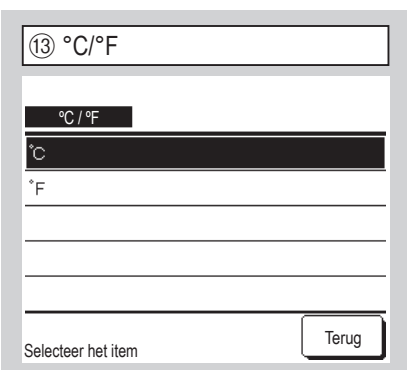 ⑬ °C/°F
°C / °F
°C
°F
Selecteer het item
Terug